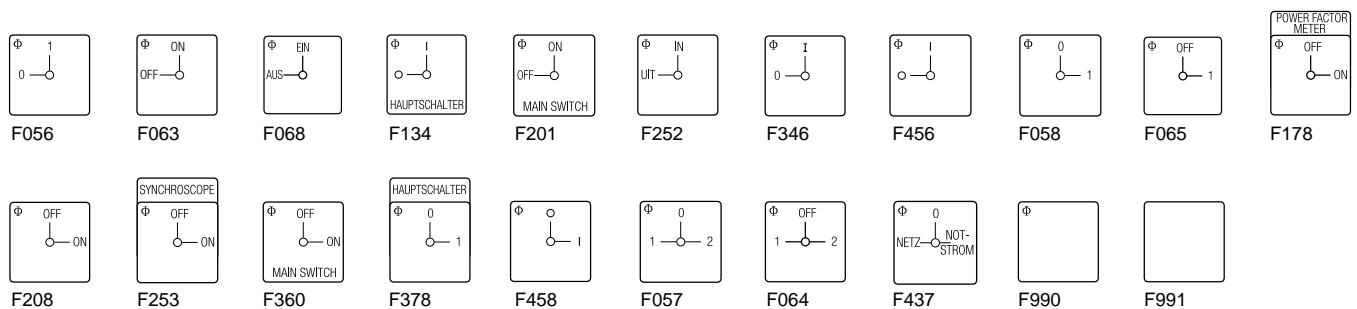 POWER FACTOR
METER
Φ 1
0
Φ ON
OFF
Φ EIN
AUS
Φ I
O
HAUPTSCHALTER
Φ ON
OFF
MAIN SWITCH
Φ IN
UIT
Φ I
0
Φ I
O
Φ 0
1
Φ OFF
1
Φ OFF
ON
F056 F063 F068 F134 F201 F252 F346 F456 F058 F065 F178
SYNCHROSCOPE
HAUPTSCHALTER
Φ OFF
ON
Φ OFF
ON
Φ OFF
ON
MAIN SWITCH
Φ 0
1
Φ O
I
Φ 0
1 2
Φ OFF
1 2
Φ 0
NETZ NOT-
STROM
Φ
F208 F253 F360 F378 F458 F057 F064 F437 F990 F991